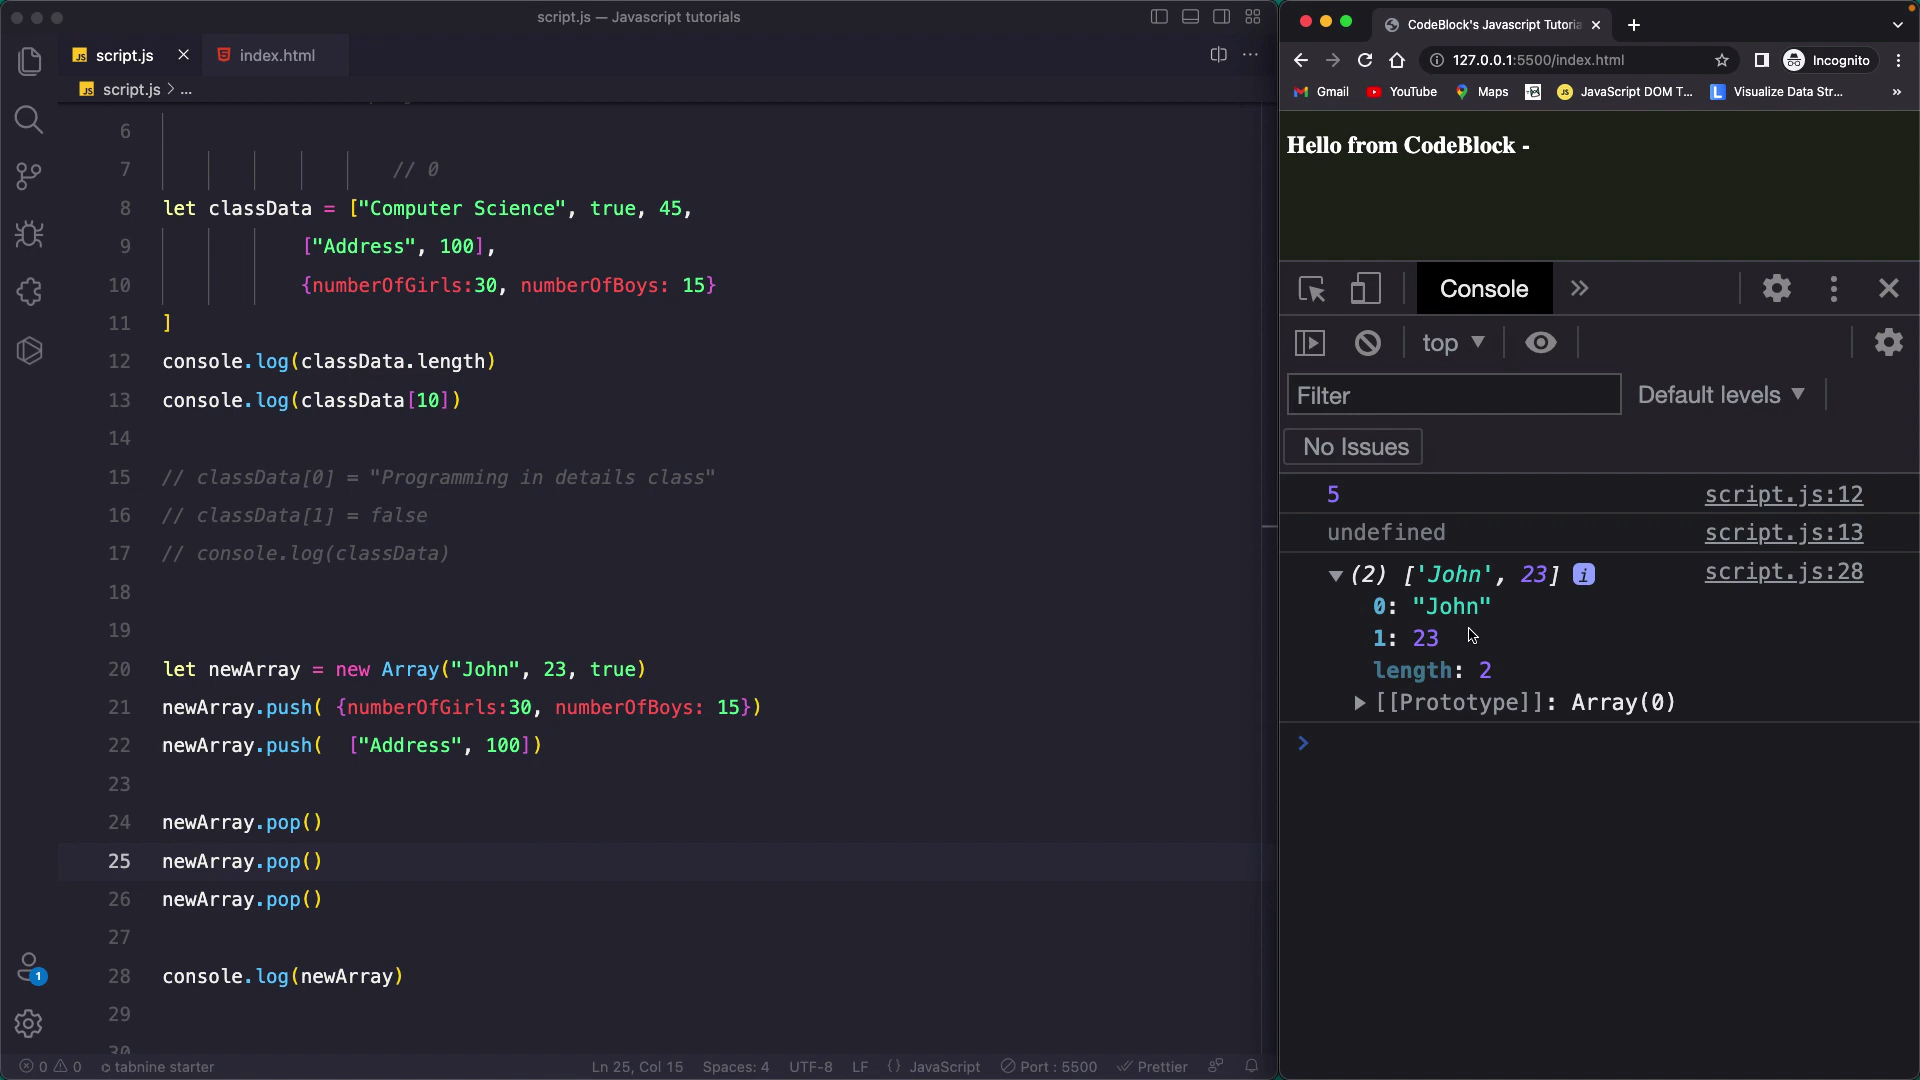 script.js — Javascript tutorials
script.js
index.html
script.js > ...
6
7 // 0
8 let classData = ["Computer Science", true, 45,
9 ["Address", 100],
10 {numberOfGirls:30, numberOfBoys: 15}
11 ]
12 console.log(classData.length)
13 console.log(classData[10])
14
15 // classData[0] = "Programming in details class"
16 // classData[1] = false
17 // console.log(classData)
18
19
20 let newArray = new Array("John", 23, true)
21 newArray.push( {numberOfGirls:30, numberOfBoys: 15})
22 newArray.push(  ["Address", 100])
23
24 newArray.pop()
25 newArray.pop()
26 newArray.pop()
27
28 console.log(newArray)
29
30
1
0 0 tabnine starter Ln 25, Col 15 Spaces: 4 UTF-8 LF {} JavaScript Port : 5500 Prettier
CodeBlock's Javascript Tutoria
127.0.0.1:5500/index.html Incognito
Gmail YouTube Maps JavaScript DOM T... Visualize Data Str... »
Hello from CodeBlock -
Console
top
Filter Default levels
No Issues
5 script.js:12
undefined script.js:13
(2) ['John', 23] i script.js:28
0: "John"
1: 23
length: 2
[[Prototype]]: Array(0)